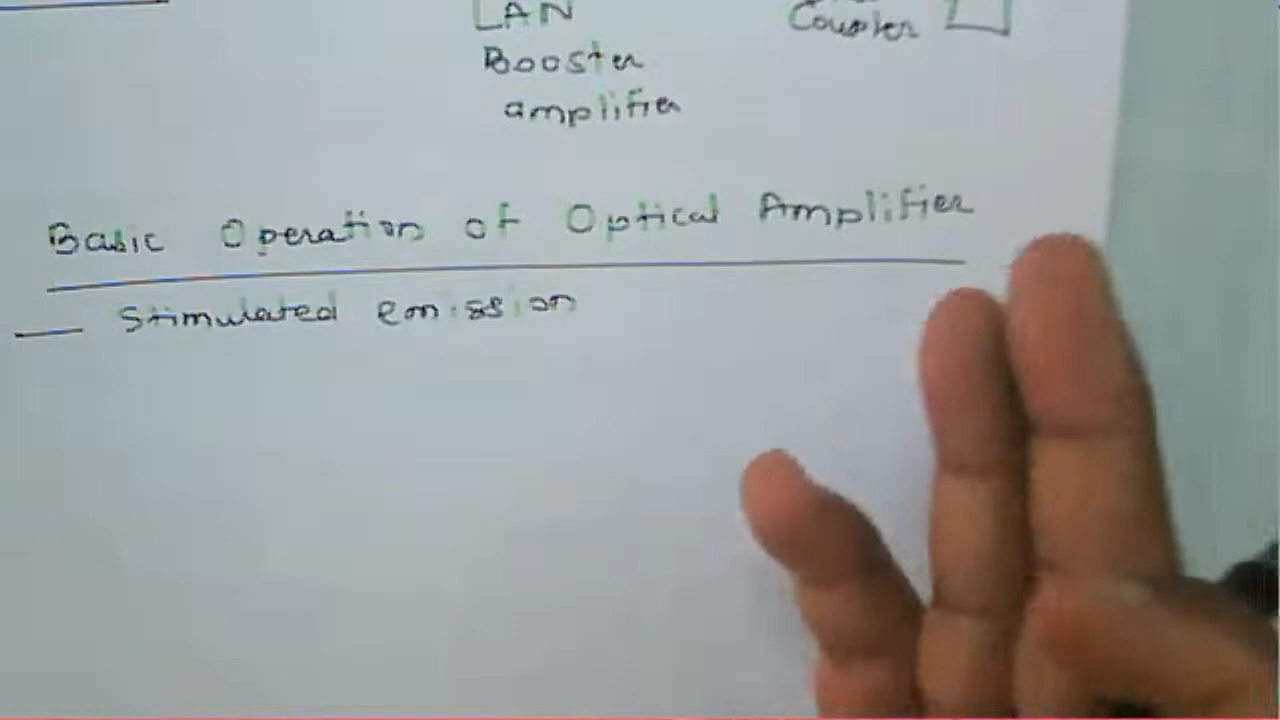 LAN
Booster
amplifier
Coupler
Basic Operation of Optical Amplifier
— Stimulated emission